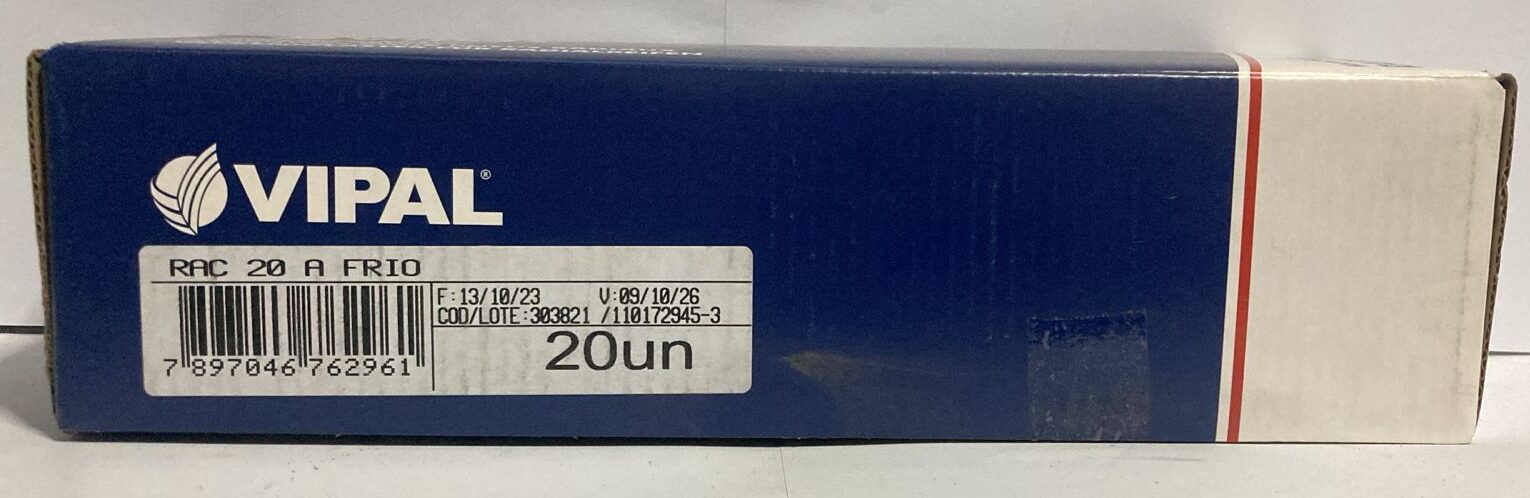 VIPAL®
RAC 20 A FRIO
F:13/10/23 V:09/10/26
COD/LOTE:303821 /110172945-3
20un
7 897046 762961